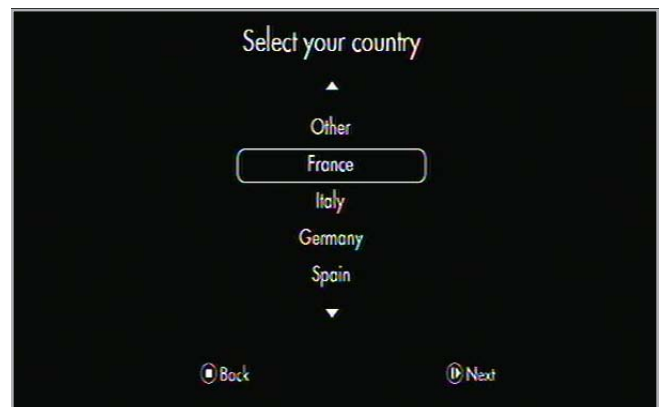 Select your country
Other
France
Italy
Germany
Spain
Back
Next